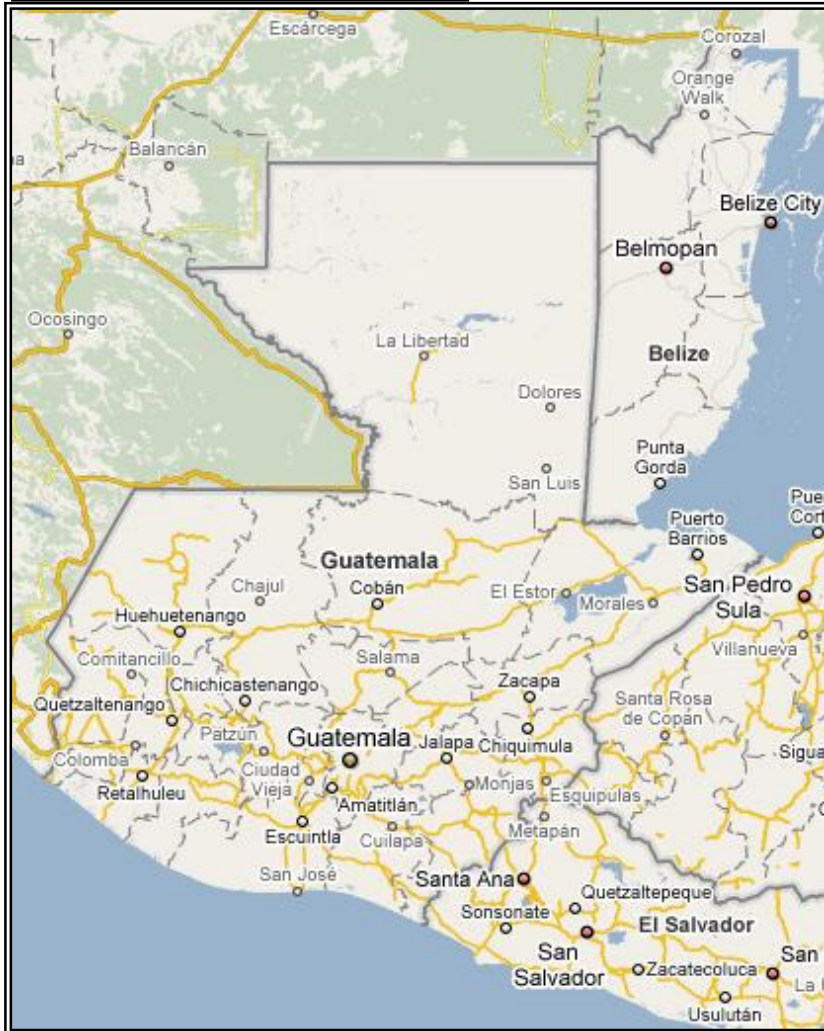 Escárcega
Corozal
Orange
Walk
Balancán
Belize City
Belmopan
Ocosingo
La Libertad
Belize
Dolores
Punta
Gorda
San Luis
Puerto
Barrios
Guatemala
Chajul
Cobán
El Estor
Morales
San Pedro
Sula
Huehuetenango
Villanueva
Comitancillo
Salama
Chichicastenango
Zacapa
Quetzaltenango
Santa Rosa
de Copán
Patzún
Guatemala
Jalapa
Chiquimula
Colomba
Ciudad
Vieja
Monjas
Esquipulas
Retalhuleu
Amatitlán
Metapán
Escuintla
Cuilapa
San José
Santa Ana
Quetzaltepeque
Sonsonate
El Salvador
San
Salvador
San
Zacatecoluca
Usulután